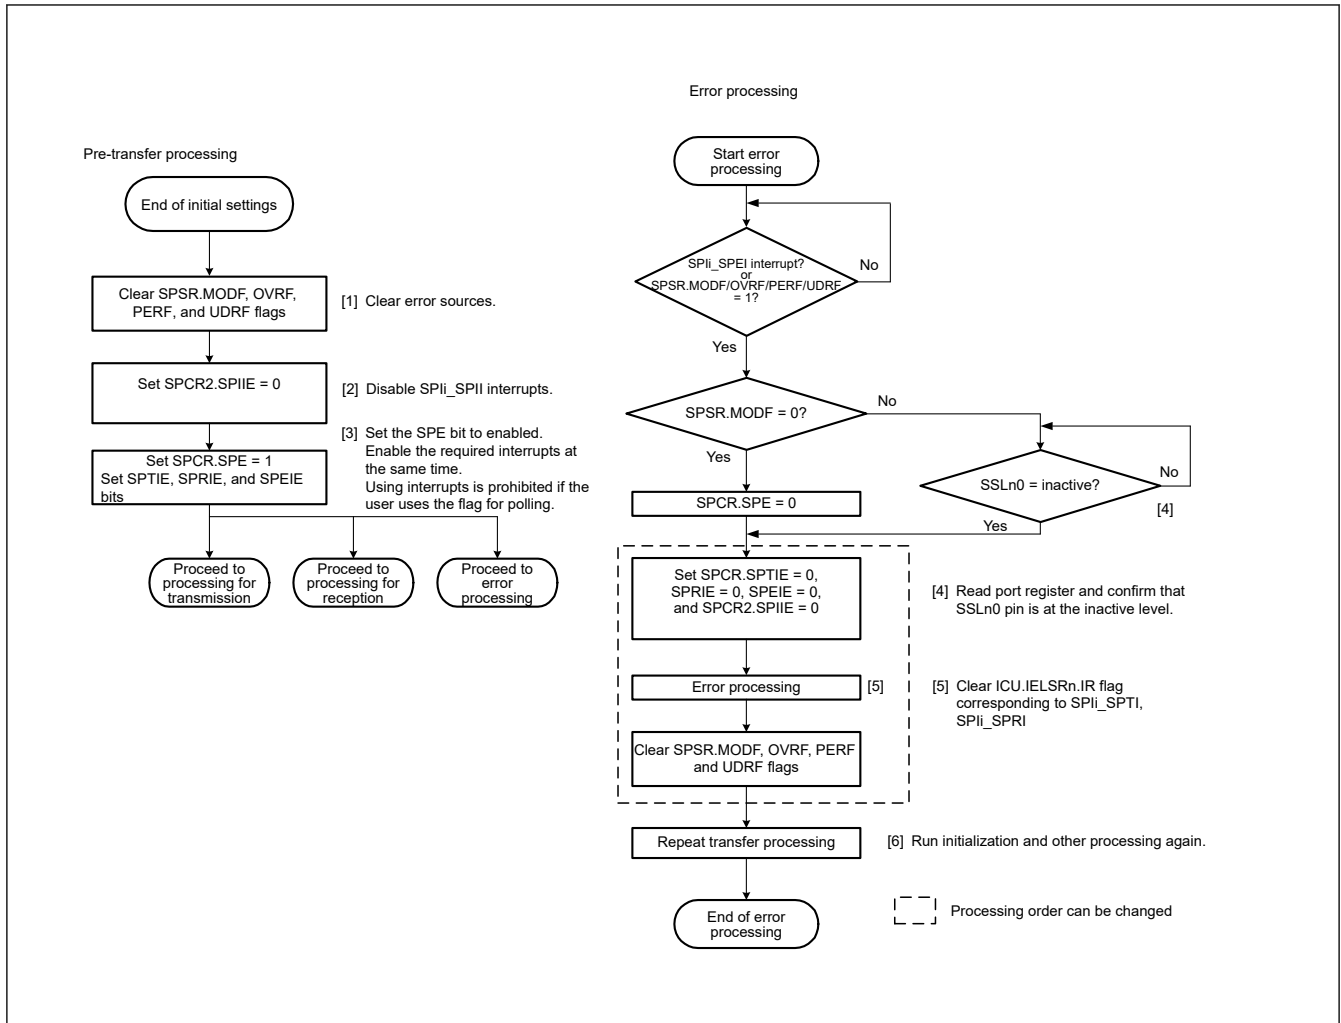 Pre-transfer processing
End of initial settings
Clear SPSR.MODF, OVRF,
PERF, and UDRF flags
[1] Clear error sources.
Set SPCR2.SPIIE = 0
[2] Disable SPIi_SPII interrupts.
Set SPCR.SPE = 1
Set SPTIE, SPRIE, and SPEIE
bits
[3] Set the SPE bit to enabled.
Enable the required interrupts at
the same time.
Using interrupts is prohibited if the
user uses the flag for polling.
Proceed to
processing for
transmission
Proceed to
processing for
reception
Proceed to
error
processing
Error processing
Start error
processing
SPIi_SPEI interrupt?
or
SPSR.MODF/OVRF/PERF/UDRF
= 1?
No
Yes
SPSR.MODF = 0?
No
Yes
SSLn0 = inactive?
No
[4]
Yes
SPCR.SPE = 0
Set SPCR.SPTIE = 0,
SPRIE = 0, SPEIE = 0,
and SPCR2.SPIIE = 0
[4] Read port register and confirm that
SSLn0 pin is at the inactive level.
Error processing
[5]
[5] Clear ICU.IELSRn.IR flag
corresponding to SPIi_SPTI,
SPIi_SPRI
Clear SPSR.MODF, OVRF, PERF
and UDRF flags
Repeat transfer processing
[6] Run initialization and other processing again.
End of error
processing
Processing order can be changed